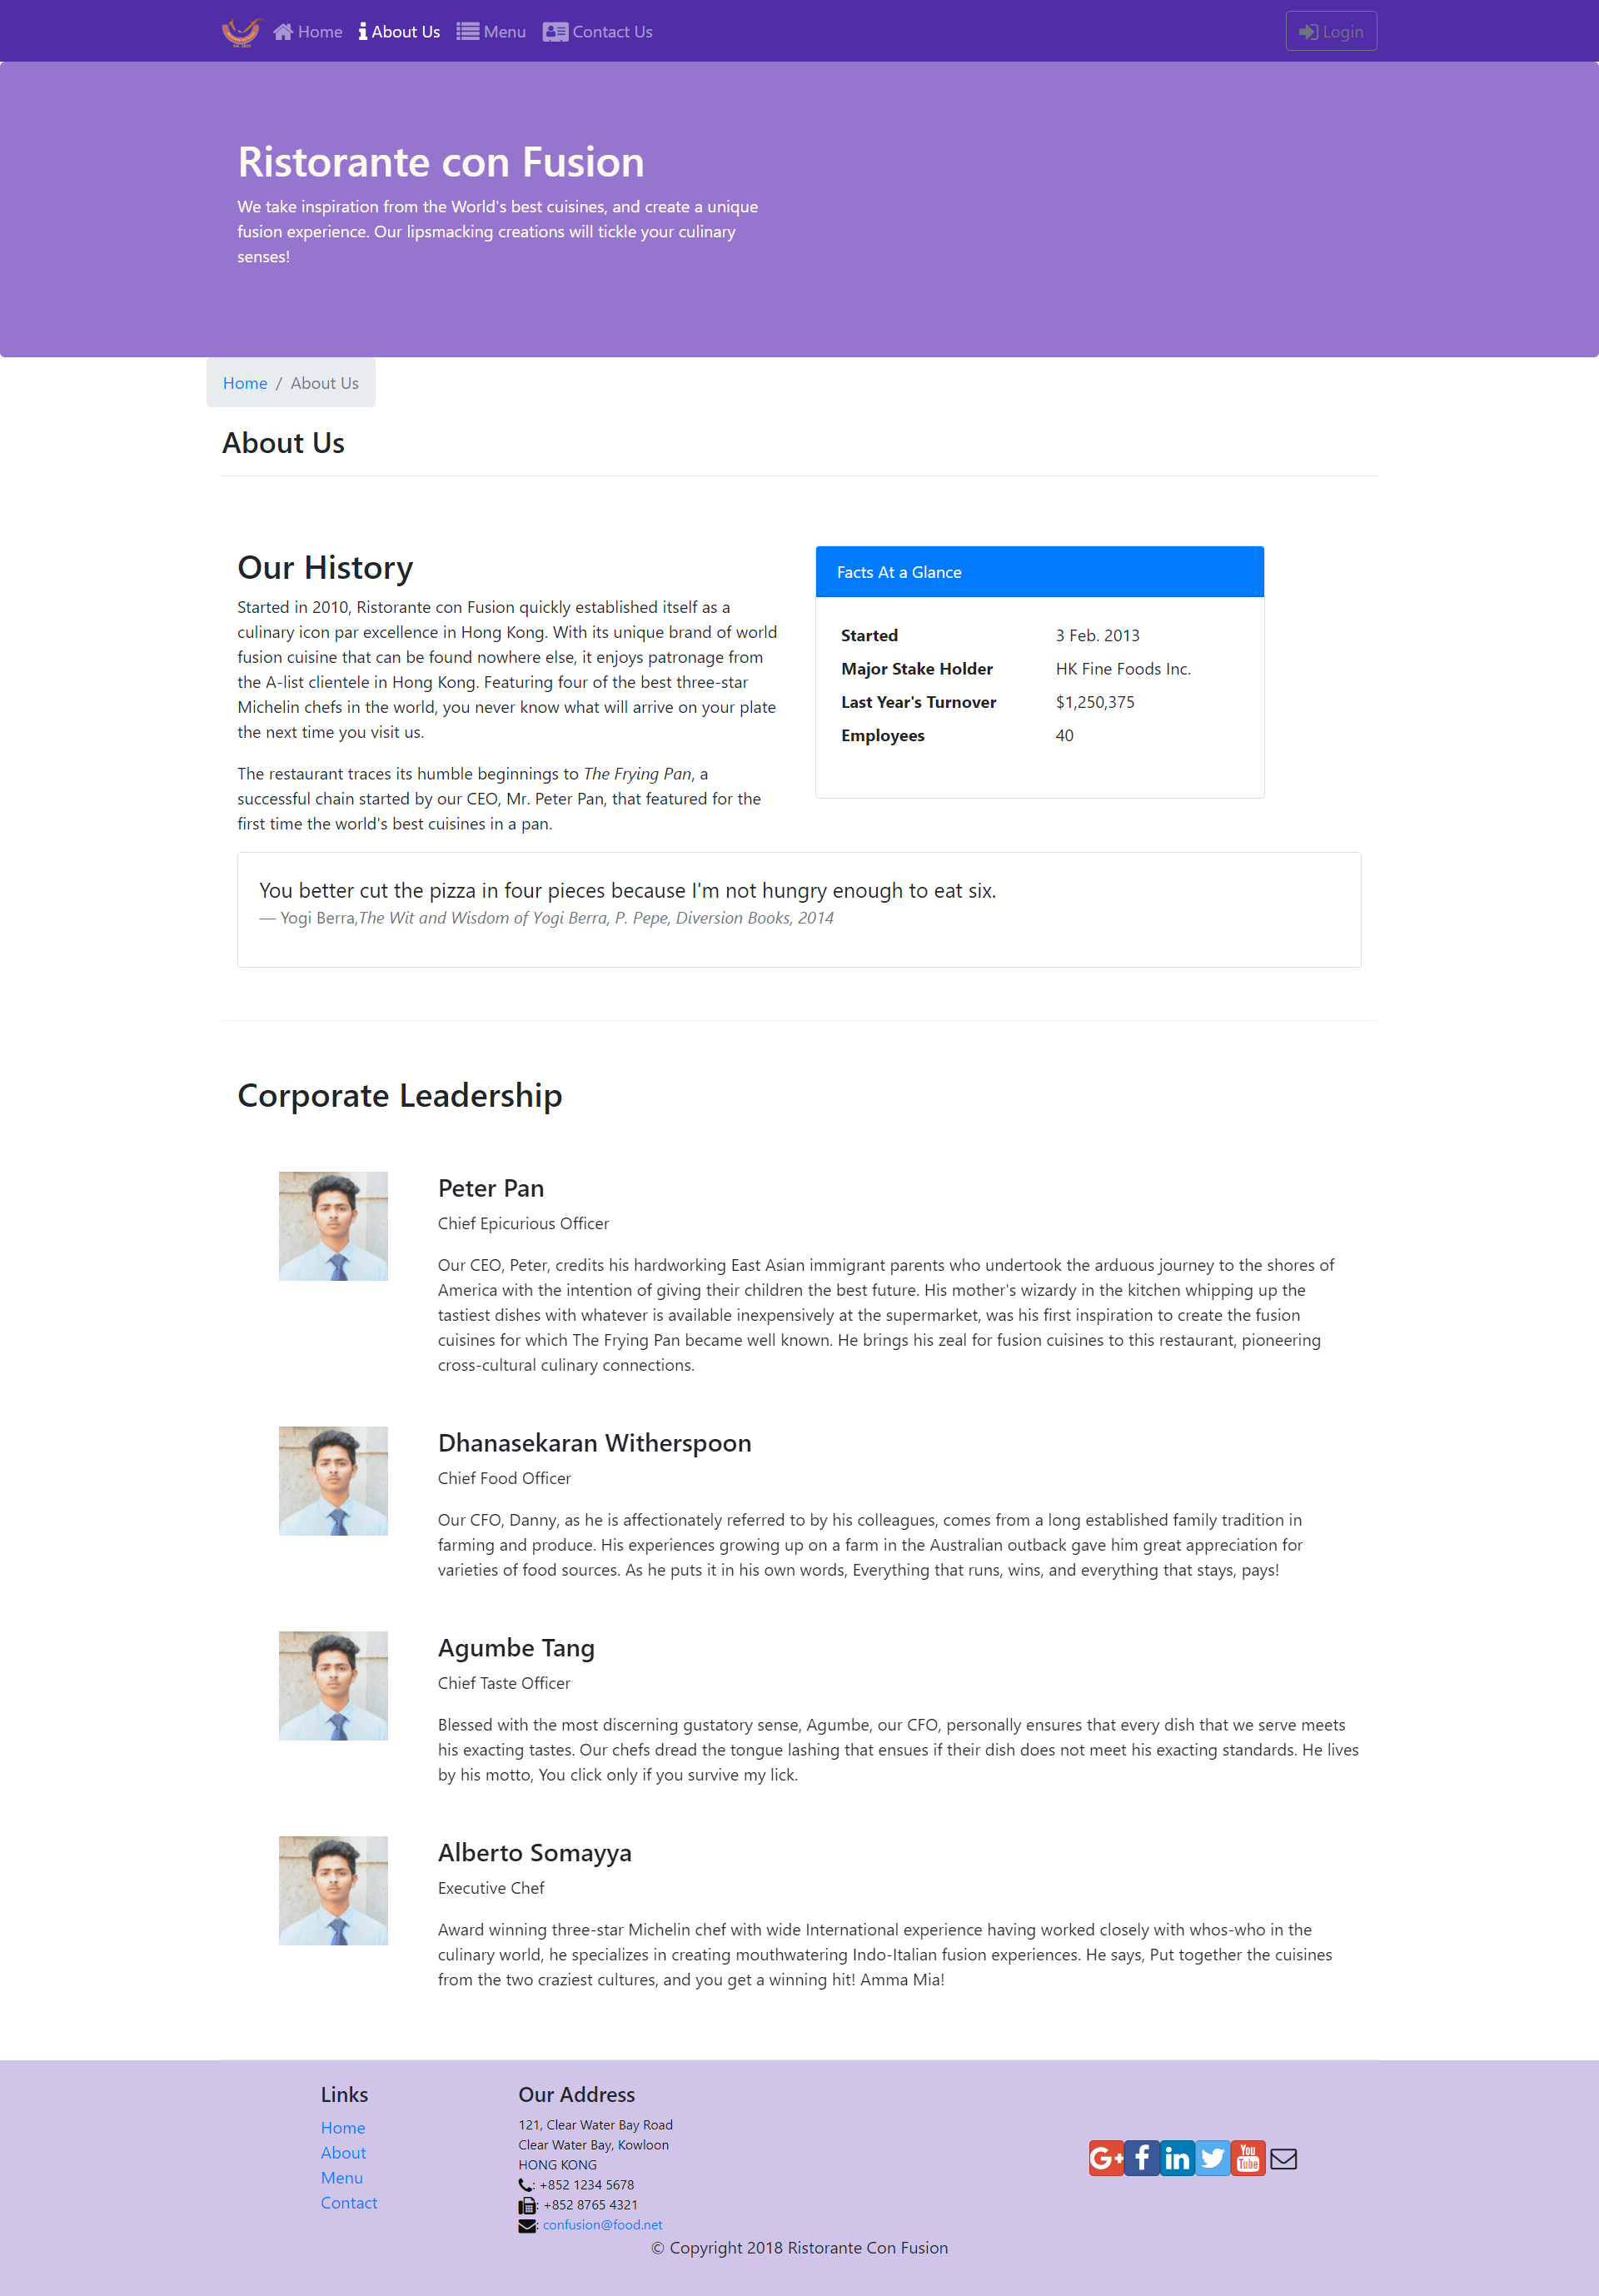 Home
About Us
Menu
Contact Us
Login
Ristorante con Fusion
We take inspiration from the World's best cuisines, and create a unique
fusion experience. Our lipsmacking creations will tickle your culinary
senses!
Home / About Us
About Us
Our History
Started in 2010, Ristorante con Fusion quickly established itself as a
culinary icon par excellence in Hong Kong. With its unique brand of world
fusion cuisine that can be found nowhere else, it enjoys patronage from
the A-list clientele in Hong Kong. Featuring four of the best three-star
Michelin chefs in the world, you never know what will arrive on your plate
the next time you visit us.
The restaurant traces its humble beginnings to The Frying Pan, a
successful chain started by our CEO, Mr. Peter Pan, that featured for the
first time the world's best cuisines in a pan.
Facts At a Glance
Started 3 Feb. 2013
Major Stake Holder HK Fine Foods Inc.
Last Year's Turnover $1,250,375
Employees 40
You better cut the pizza in four pieces because I'm not hungry enough to eat six.
— Yogi Berra,The Wit and Wisdom of Yogi Berra, P. Pepe, Diversion Books, 2014
Corporate Leadership
Peter Pan
Chief Epicurious Officer
Our CEO, Peter, credits his hardworking East Asian immigrant parents who undertook the arduous journey to the shores of
America with the intention of giving their children the best future. His mother's wizardy in the kitchen whipping up the
tastiest dishes with whatever is available inexpensively at the supermarket, was his first inspiration to create the fusion
cuisines for which The Frying Pan became well known. He brings his zeal for fusion cuisines to this restaurant, pioneering
cross-cultural culinary connections.
Dhanasekaran Witherspoon
Chief Food Officer
Our CFO, Danny, as he is affectionately referred to by his colleagues, comes from a long established family tradition in
farming and produce. His experiences growing up on a farm in the Australian outback gave him great appreciation for
varieties of food sources. As he puts it in his own words, Everything that runs, wins, and everything that stays, pays!
Agumbe Tang
Chief Taste Officer
Blessed with the most discerning gustatory sense, Agumbe, our CFO, personally ensures that every dish that we serve meets
his exacting tastes. Our chefs dread the tongue lashing that ensues if their dish does not meet his exacting standards. He lives
by his motto, You click only if you survive my lick.
Alberto Somayya
Executive Chef
Award winning three-star Michelin chef with wide International experience having worked closely with whos-who in the
culinary world, he specializes in creating mouthwatering Indo-Italian fusion experiences. He says, Put together the cuisines
from the two craziest cultures, and you get a winning hit! Amma Mia!
Links
Home
About
Menu
Contact
Our Address
121, Clear Water Bay Road
Clear Water Bay, Kowloon
HONG KONG
: +852 1234 5678
: +852 8765 4321
: confusion@food.net
G+ f in You Tube
© Copyright 2018 Ristorante Con Fusion